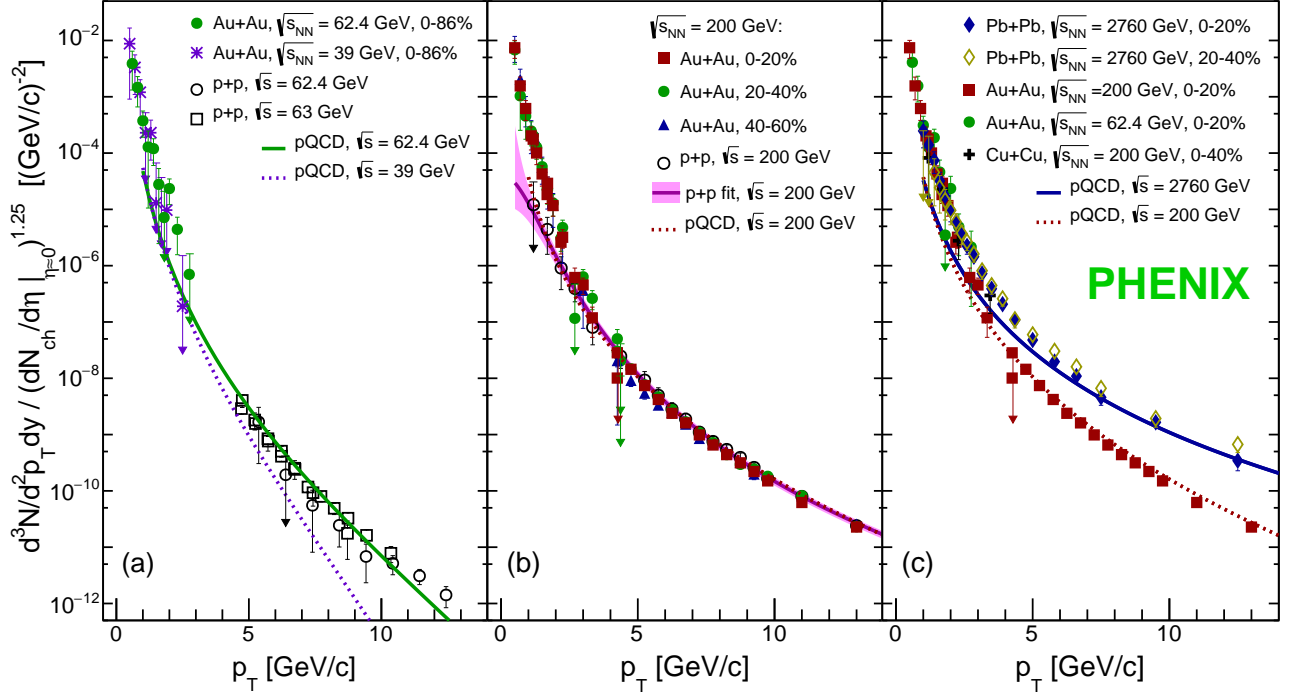 d³N/d²p_T dy / (dN_ch/dη |_η≈0)^1.25 [(GeV/c)⁻²]
10⁻²
10⁻⁴
10⁻⁶
10⁻⁸
10⁻¹⁰
10⁻¹²
Au+Au, √s_NN = 62.4 GeV, 0-86%
Au+Au, √s_NN = 39 GeV, 0-86%
p+p, √s = 62.4 GeV
p+p, √s = 63 GeV
pQCD, √s = 62.4 GeV
pQCD, √s = 39 GeV
(a)
0 5 10
p_T [GeV/c]
√s_NN = 200 GeV:
Au+Au, 0-20%
Au+Au, 20-40%
Au+Au, 40-60%
p+p, √s = 200 GeV
p+p fit, √s = 200 GeV
pQCD, √s = 200 GeV
(b)
0 5 10
p_T [GeV/c]
Pb+Pb, √s_NN = 2760 GeV, 0-20%
Pb+Pb, √s_NN = 2760 GeV, 20-40%
Au+Au, √s_NN =200 GeV, 0-20%
Au+Au, √s_NN = 62.4 GeV, 0-20%
Cu+Cu, √s_NN = 200 GeV, 0-40%
pQCD, √s = 2760 GeV
pQCD, √s = 200 GeV
PHENIX
(c)
0 5 10
p_T [GeV/c]